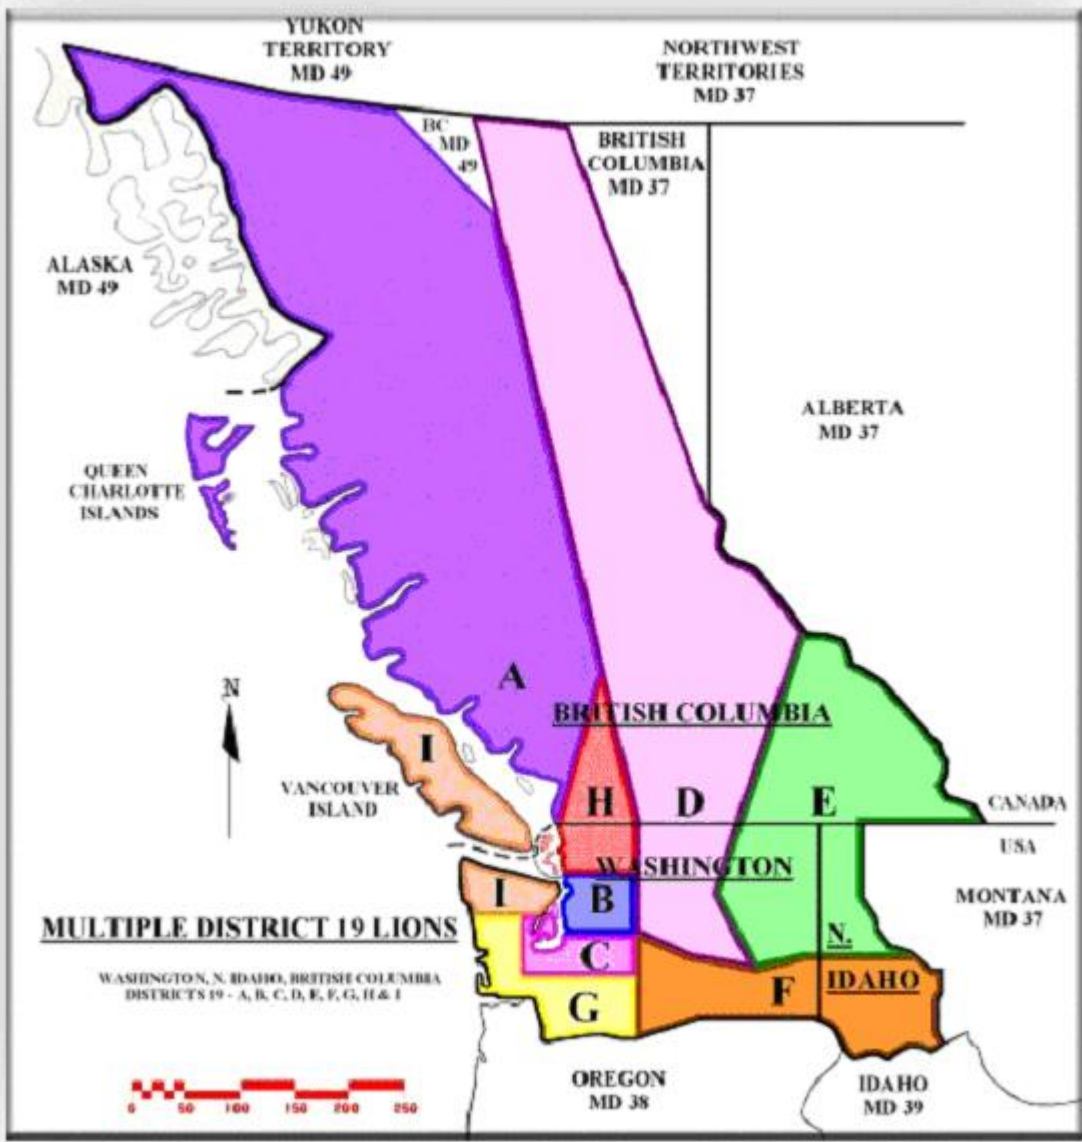 YUKON
TERRITORY
MD 49
NORTHWEST
TERRITORIES
MD 37
BC
MD
49
BRITISH
COLUMBIA
MD 37
ALASKA
MD 49
ALBERTA
MD 37
QUEEN
CHARLOTTE
ISLANDS
N
A
BRITISH COLUMBIA
I
VANCOUVER
ISLAND
H
D
E
CANADA
USA
WASHINGTON
I
B
MONTANA
MD 37
MULTIPLE DISTRICT 19 LIONS
N.
C
WASHINGTON, N. IDAHO, BRITISH COLUMBIA
DISTRICTS 19 - A, B, C, D, E, F, G, H & I
IDAHO
F
G
OREGON
MD 38
IDAHO
MD 39
0 50 100 150 200 250